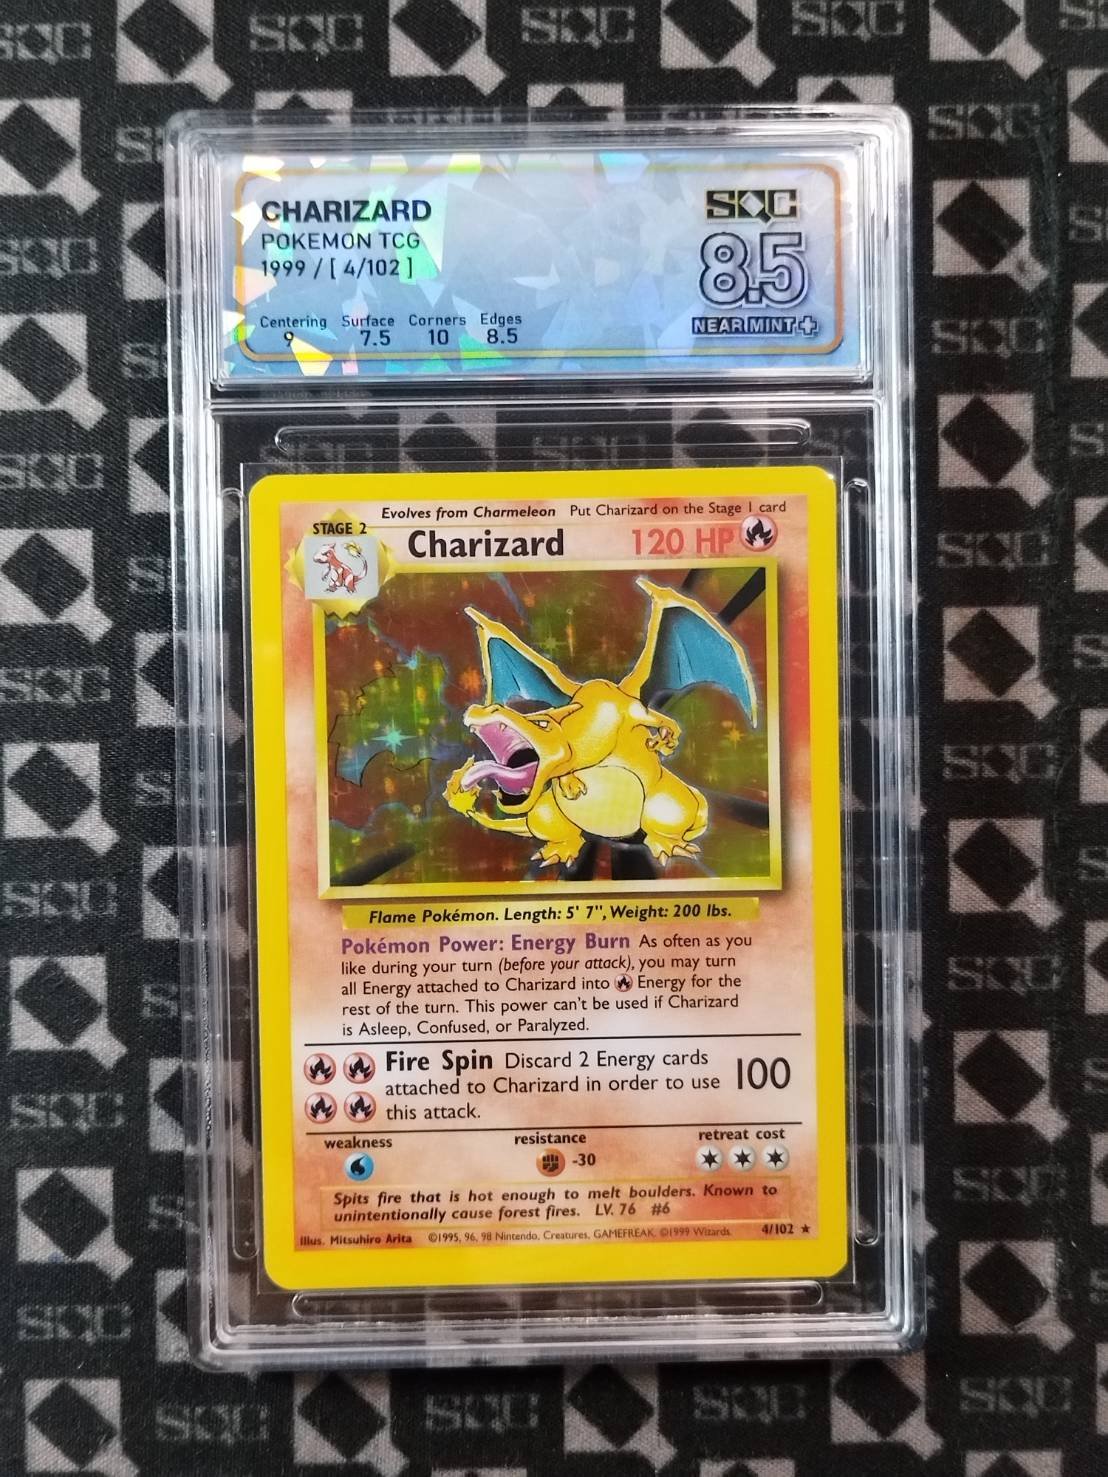 CHARIZARD
POKEMON TCG
1999 / [ 4/102 ]
Centering Surface Corners Edges
9 7.5 10 8.5
SQC
8.5
NEAR MINT +
Evolves from Charmeleon Put Charizard on the Stage 1 card
STAGE 2
Charizard 120 HP
Flame Pokémon. Length: 5' 7", Weight: 200 lbs.
Pokémon Power: Energy Burn As often as you
like during your turn (before your attack), you may turn
all Energy attached to Charizard into Energy for the
rest of the turn. This power can't be used if Charizard
is Asleep, Confused, or Paralyzed.
Fire Spin Discard 2 Energy cards
attached to Charizard in order to use 100
this attack.
weakness resistance retreat cost
-30
Spits fire that is hot enough to melt boulders. Known to
unintentionally cause forest fires. LV. 76 #6
Illus. Mitsuhiro Arita ©1995, 96, 98 Nintendo, Creatures, GAMEFREAK. ©1999 Wizards. 4/102 ★